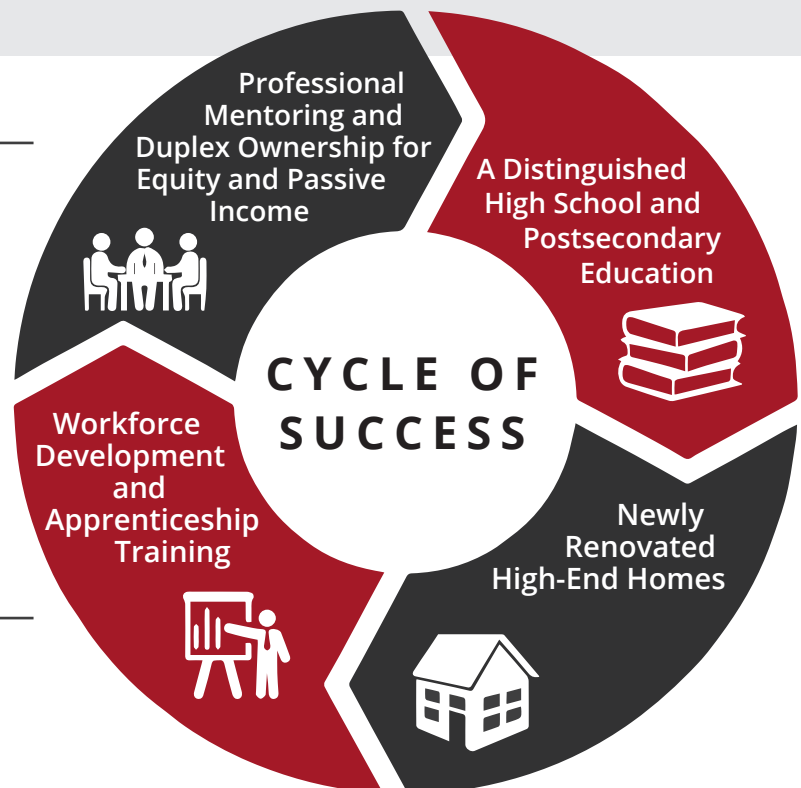 Professional
Mentoring and
Duplex Ownership for
Equity and Passive
Income
A Distinguished
High School and
Postsecondary
Education
CYCLE OF
SUCCESS
Workforce
Development
and
Apprenticeship
Training
Newly
Renovated
High-End Homes